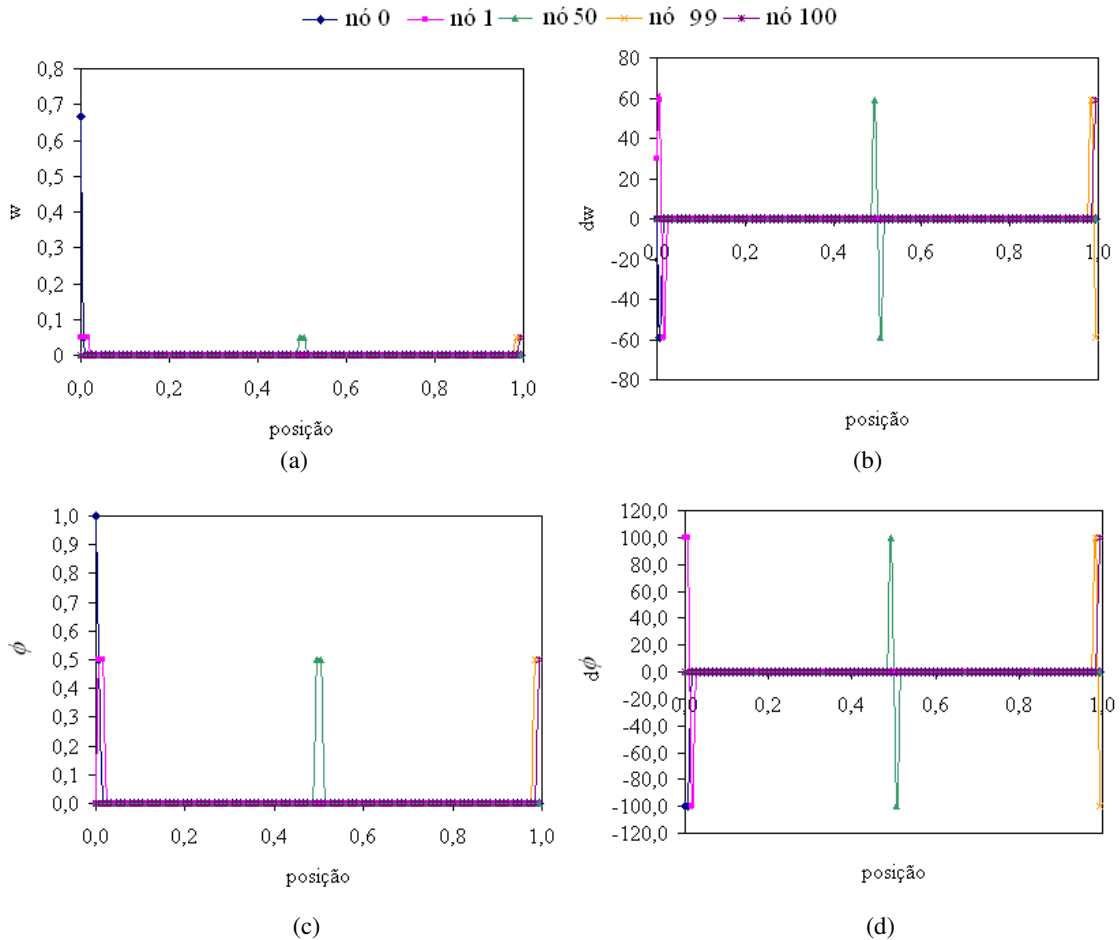 nó 0 nó 1 nó 50 nó 99 nó 100
0,8
0,7
0,6
0,5
0,4
0,3
0,2
0,1
0
w
0,0 0,2 0,4 0,6 0,8 1,0
posição
(a)
80
60
40
20
0
-20
-40
-60
-80
dw
0,0 0,2 0,4 0,6 0,8 1,0
posição
(b)
1,0
0,9
0,8
0,7
0,6
0,5
0,4
0,3
0,2
0,1
0,0
ϕ
0,0 0,2 0,4 0,6 0,8 1,0
posição
(c)
120,0
100,0
80,0
60,0
40,0
20,0
0,0
-20,0
-40,0
-60,0
-80,0
-100,0
-120,0
dϕ
0,0 0,2 0,4 0,6 0,8 1,0
posição
(d)